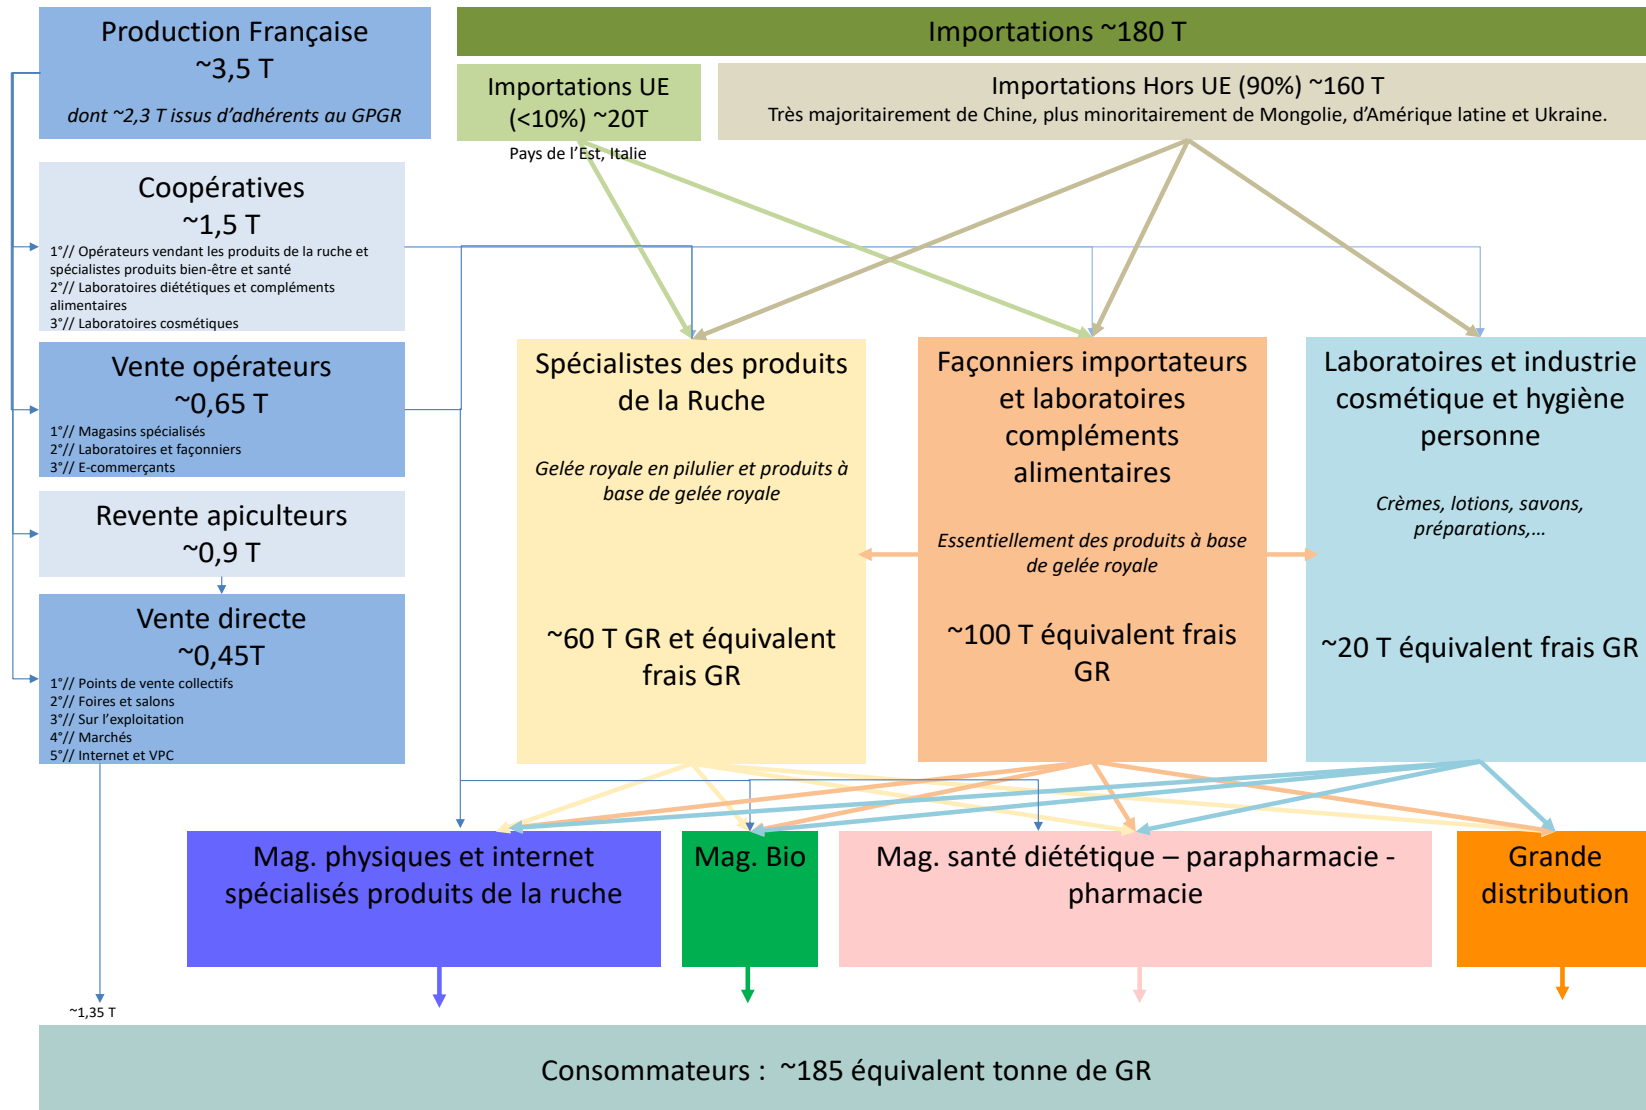 Production Française
~3,5 T
dont ~2,3 T issus d’adhérents au GPGR
Importations ~180 T
Importations UE
(<10%) ~20T
Pays de l’Est, Italie
Importations Hors UE (90%) ~160 T
Très majoritairement de Chine, plus minoritairement de Mongolie, d’Amérique latine et Ukraine.
Coopératives
~1,5 T
1°// Opérateurs vendant les produits de la ruche et
spécialistes produits bien-être et santé
2°// Laboratoires diététiques et compléments
alimentaires
3°// Laboratoires cosmétiques
Vente opérateurs
~0,65 T
1°// Magasins spécialisés
2°// Laboratoires et façonniers
3°// E-commerçants
Revente apiculteurs
~0,9 T
Vente directe
~0,45T
1°// Points de vente collectifs
2°// Foires et salons
3°// Sur l’exploitation
4°// Marchés
5°// Internet et VPC
~1,35 T
Spécialistes des produits
de la Ruche
Gelée royale en pilulier et produits à
base de gelée royale
~60 T GR et équivalent
frais GR
Façonniers importateurs
et laboratoires
compléments
alimentaires
Essentiellement des produits à base
de gelée royale
~100 T équivalent frais
GR
Laboratoires et industrie
cosmétique et hygiène
personne
Crèmes, lotions, savons,
préparations,…
~20 T équivalent frais GR
Mag. physiques et internet
spécialisés produits de la ruche
Mag. Bio
Mag. santé diététique – parapharmacie -
pharmacie
Grande
distribution
Consommateurs : ~185 équivalent tonne de GR